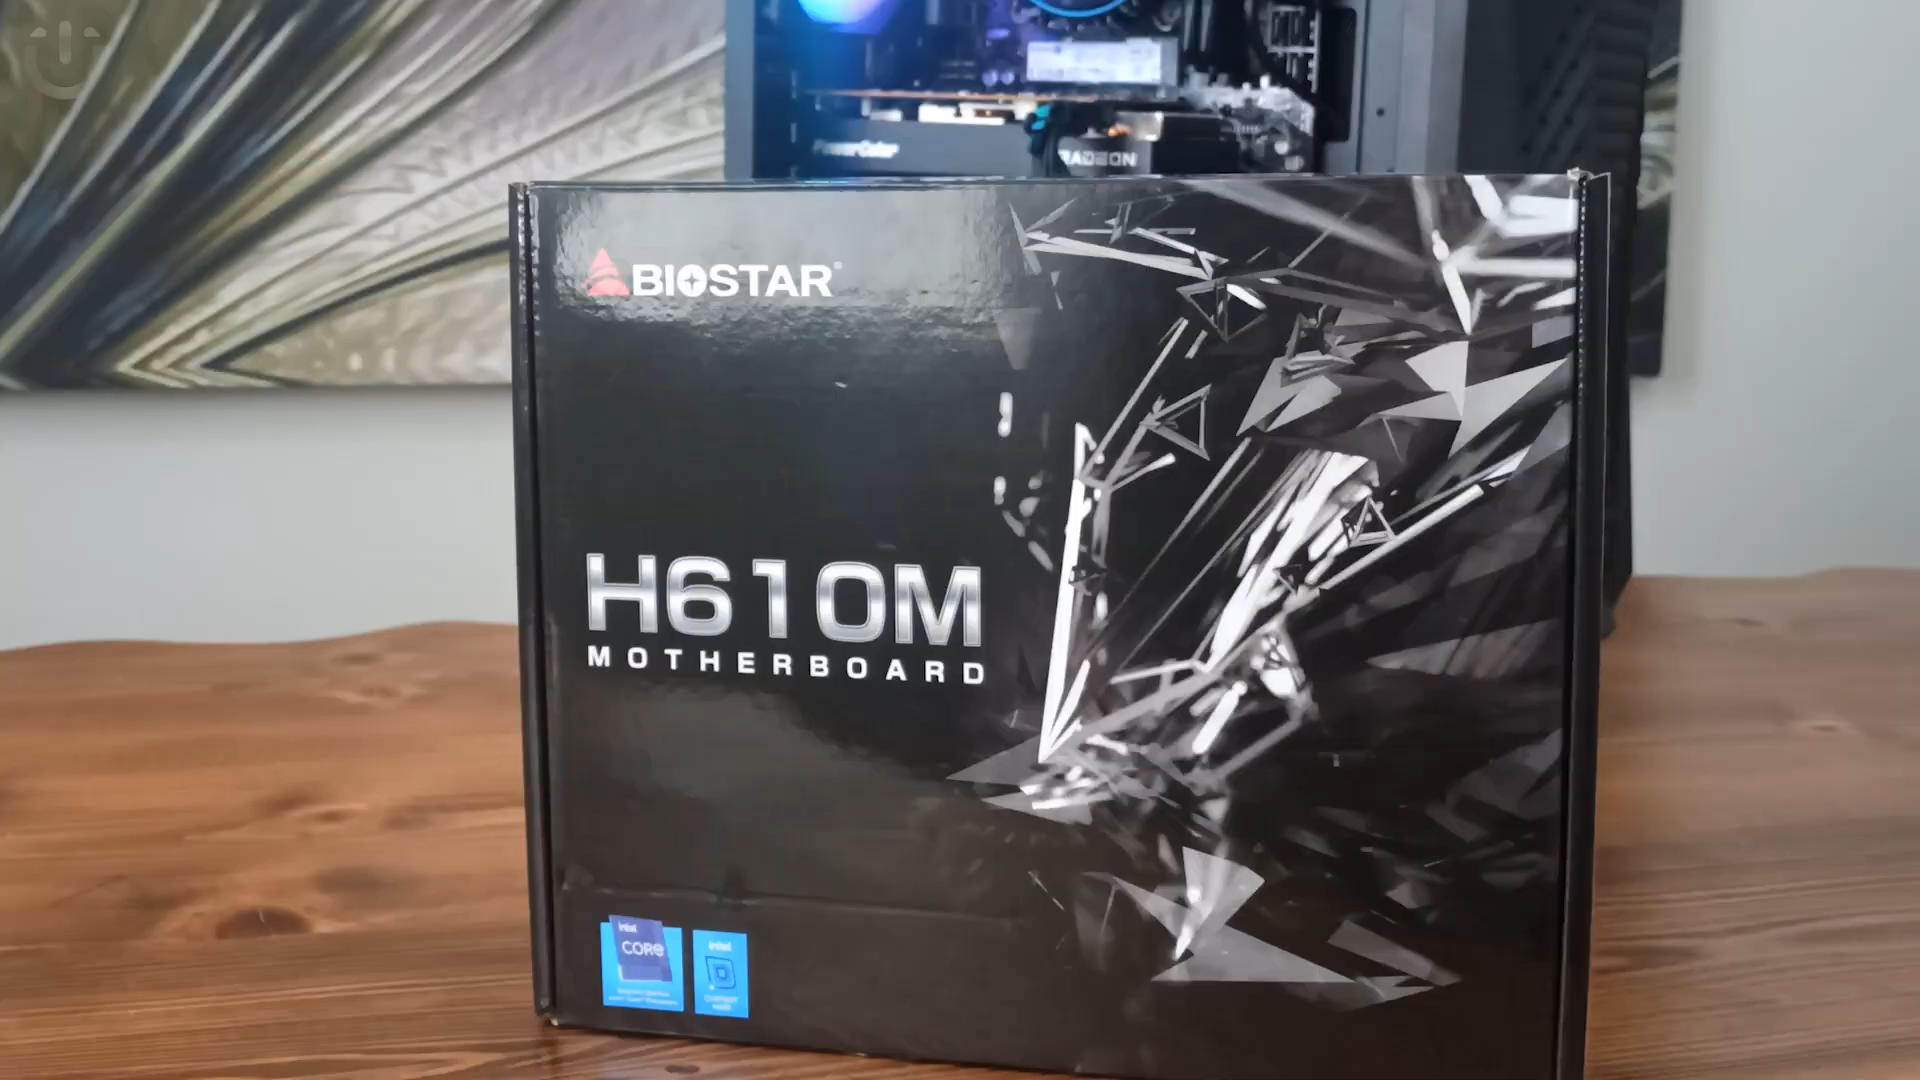 PowerColor
RADEON
BIOSTAR®
H610M
MOTHERBOARD
intel
CORE
intel